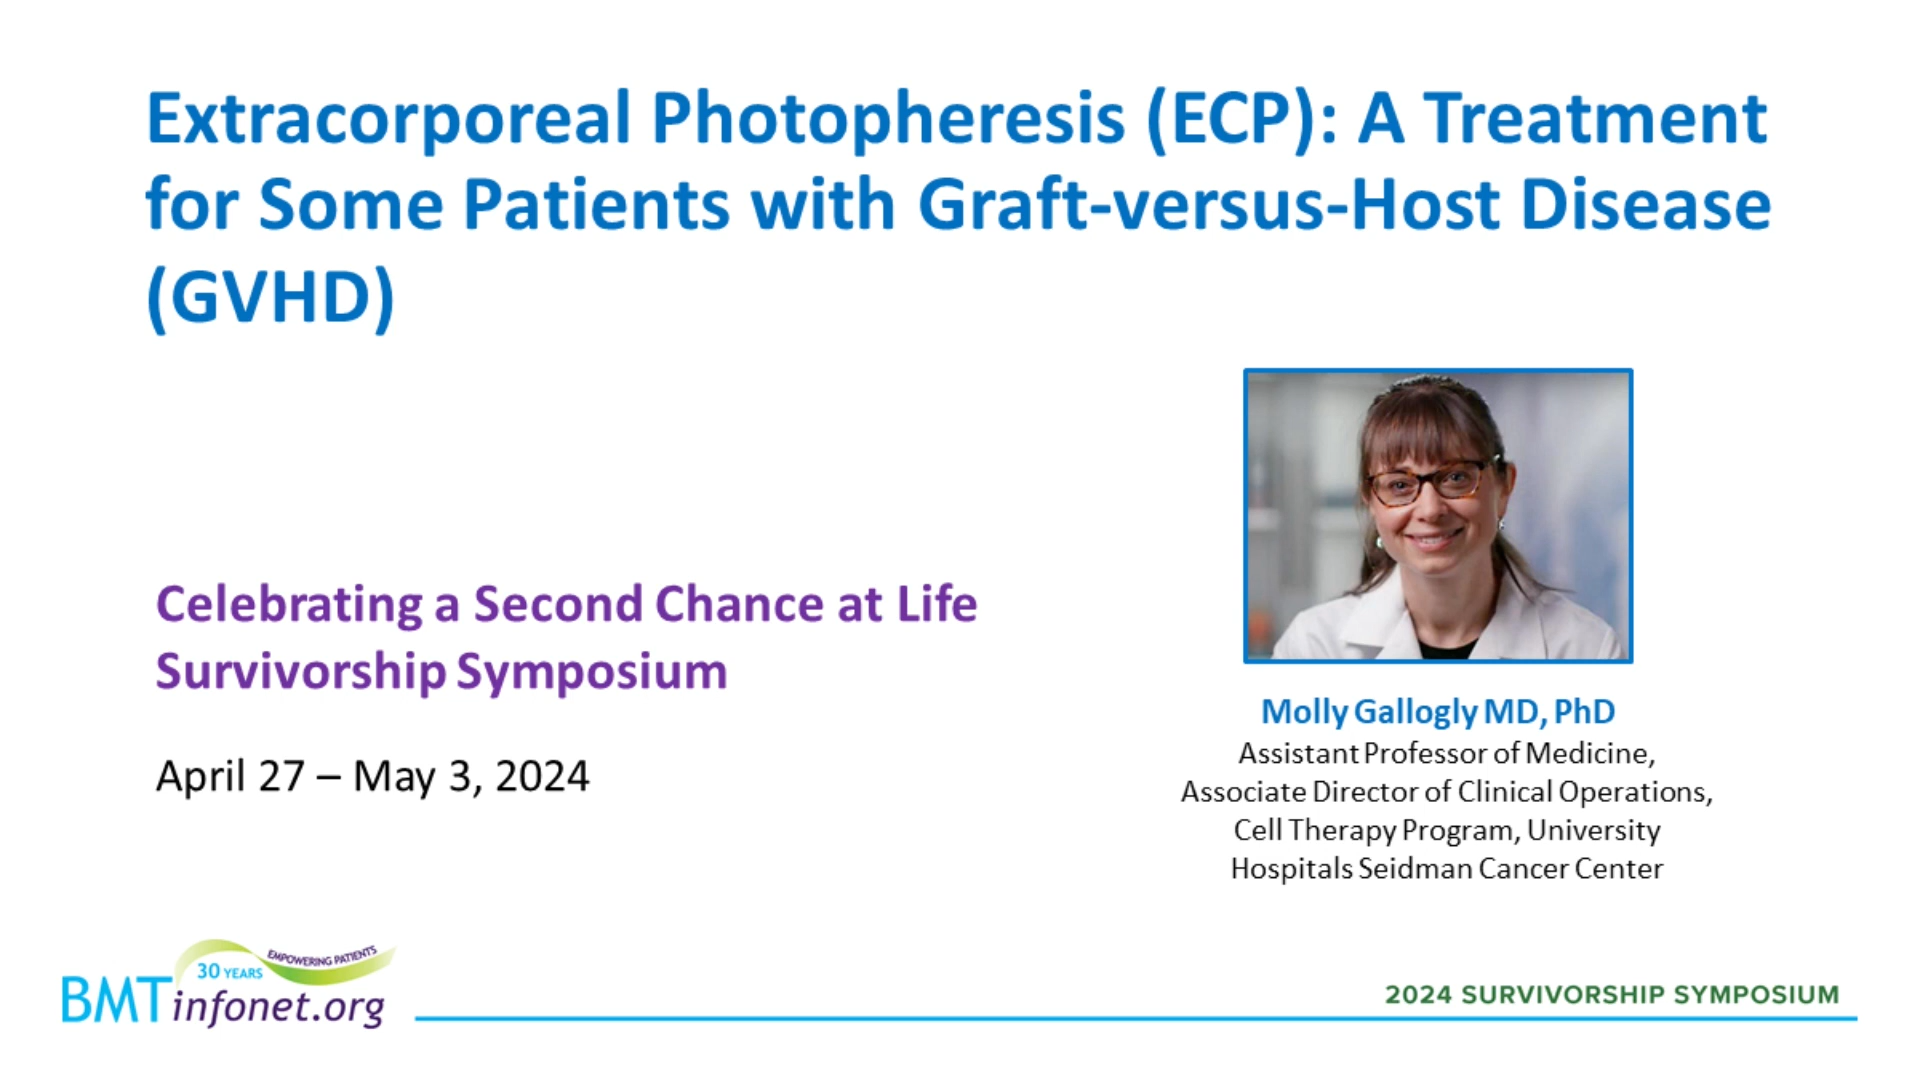 Extracorporeal Photopheresis (ECP): A Treatment
for Some Patients with Graft-versus-Host Disease
(GVHD)
Celebrating a Second Chance at Life
Survivorship Symposium
April 27 – May 3, 2024
Molly Gallogly MD, PhD
Assistant Professor of Medicine,
Associate Director of Clinical Operations,
Cell Therapy Program, University
Hospitals Seidman Cancer Center
30 YEARS
EMPOWERING PATIENTS
BMTinfonet.org
2024 SURVIVORSHIP SYMPOSIUM